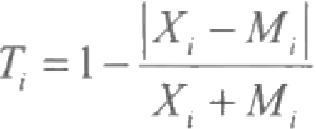 T_i = 1 - \frac{|X_i - M_i|}{X_i + M_i}